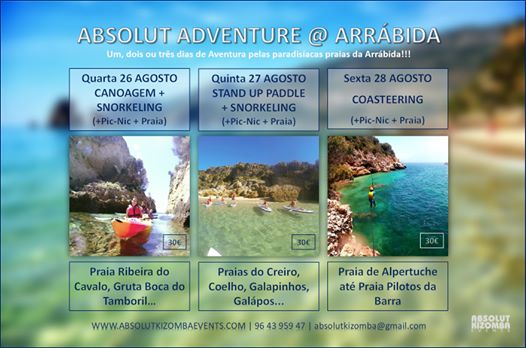 ABSOLUT ADVENTURE @ ARRÁBIDA
Um, dois ou três dias de Aventura pelas paradisíacas praias da Arrábida!!!
Quarta 26 AGOSTO
CANOAGEM +
SNORKELING
(+Pic-Nic + Praia)
Quinta 27 AGOSTO
STAND UP PADDLE
+ SNORKELING
(+Pic-Nic + Praia)
Sexta 28 AGOSTO
COASTEERING
(+Pic-Nic + Praia)
30€
30€
30€
Praia Ribeira do
Cavalo, Gruta Boca do
Tamboril...
Praias do Creiro,
Coelho, Galapinhos,
Galápos...
Praia de Alpertuche
até Praia Pilotos da
Barra
WWW.ABSOLUTKIZOMBAEVENTS.COM | 96 43 959 47 | absolutkizomba@gmail.com
ABSOLUT
KIZOMBA
EVENTS